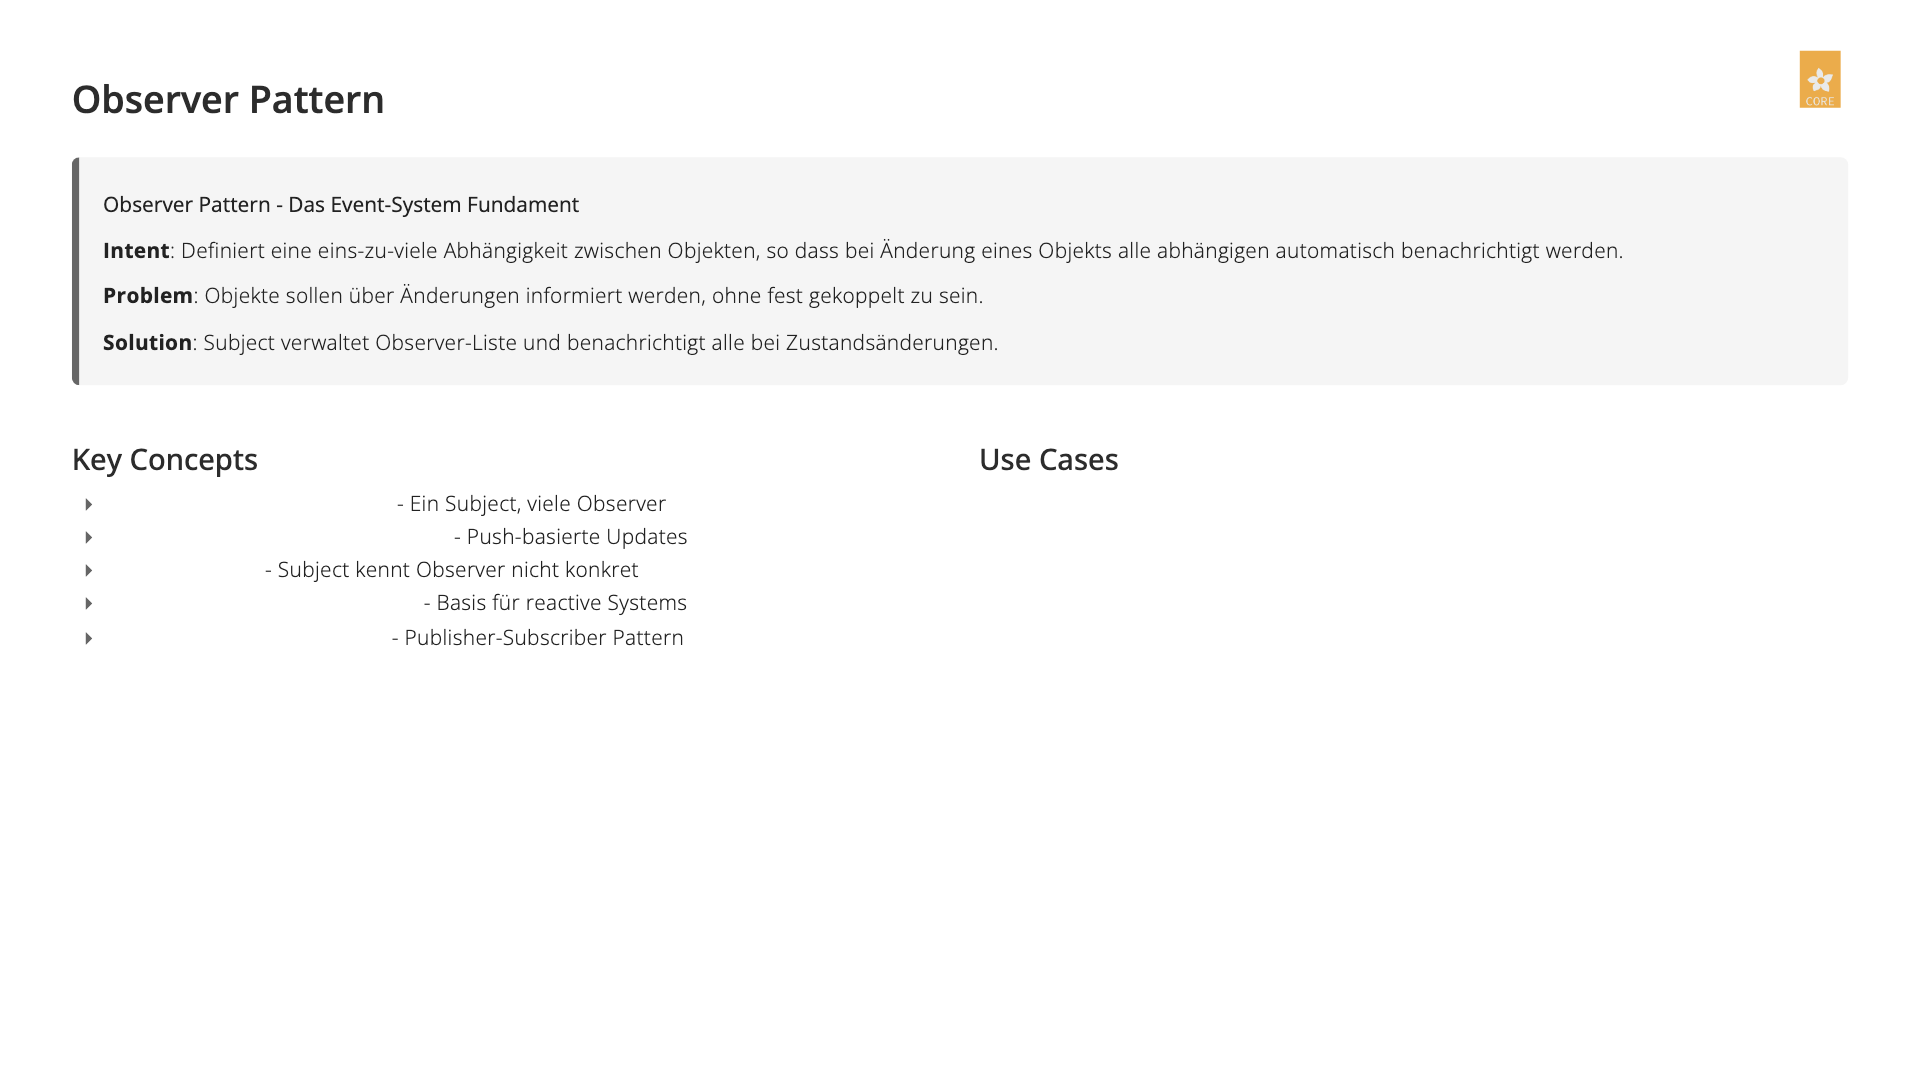 Observer Pattern
CORE
Observer Pattern - Das Event-System Fundament
Intent: Definiert eine eins-zu-viele Abhängigkeit zwischen Objekten, so dass bei Änderung eines Objekts alle abhängigen automatisch benachrichtigt werden.
Problem: Objekte sollen über Änderungen informiert werden, ohne fest gekoppelt zu sein.
Solution: Subject verwaltet Observer-Liste und benachrichtigt alle bei Zustandsänderungen.
Key Concepts
- Ein Subject, viele Observer
- Push-basierte Updates
- Subject kennt Observer nicht konkret
- Basis für reactive Systems
- Publisher-Subscriber Pattern
Use Cases